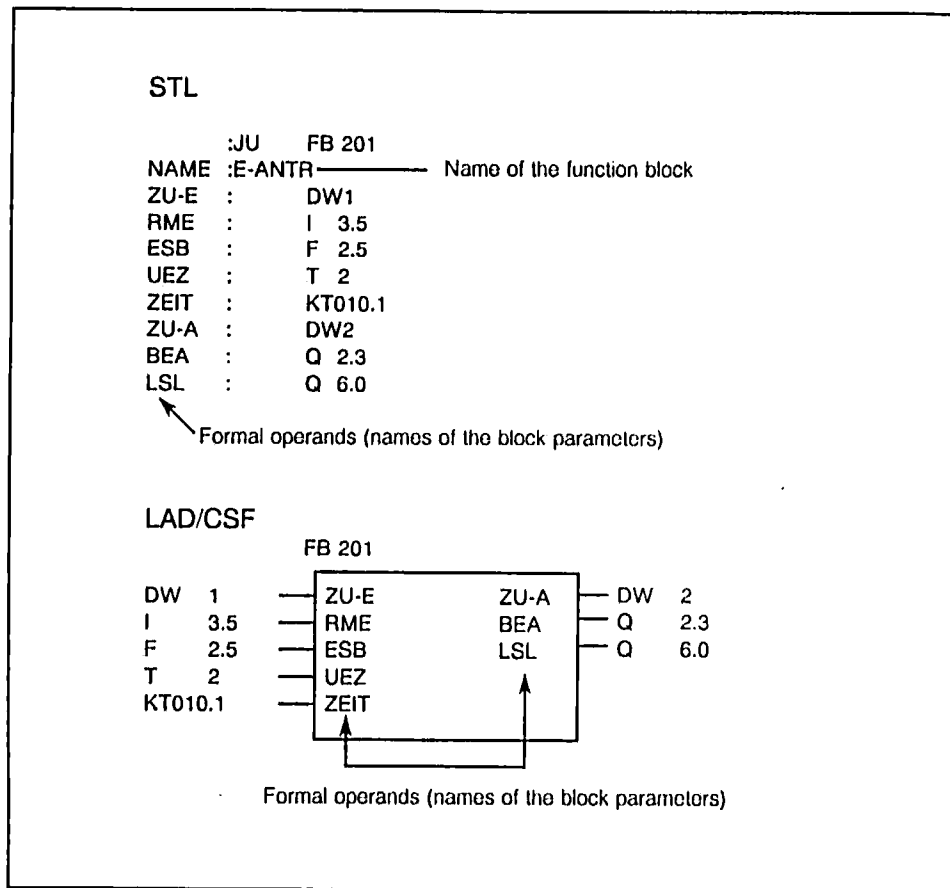 STL
:JU FB 201
NAME :E-ANTR Name of the function block
ZU-E : DW1
RME : I 3.5
ESB : F 2.5
UEZ : T 2
ZEIT : KT010.1
ZU-A : DW2
BEA : Q 2.3
LSL : Q 6.0
Formal operands (names of the block parameters)
LAD/CSF
FB 201
DW 1 ZU-E ZU-A DW 2
I 3.5 RME BEA Q 2.3
F 2.5 ESB LSL Q 6.0
T 2 UEZ
KT010.1 ZEIT
Formal operands (names of the block parameters)